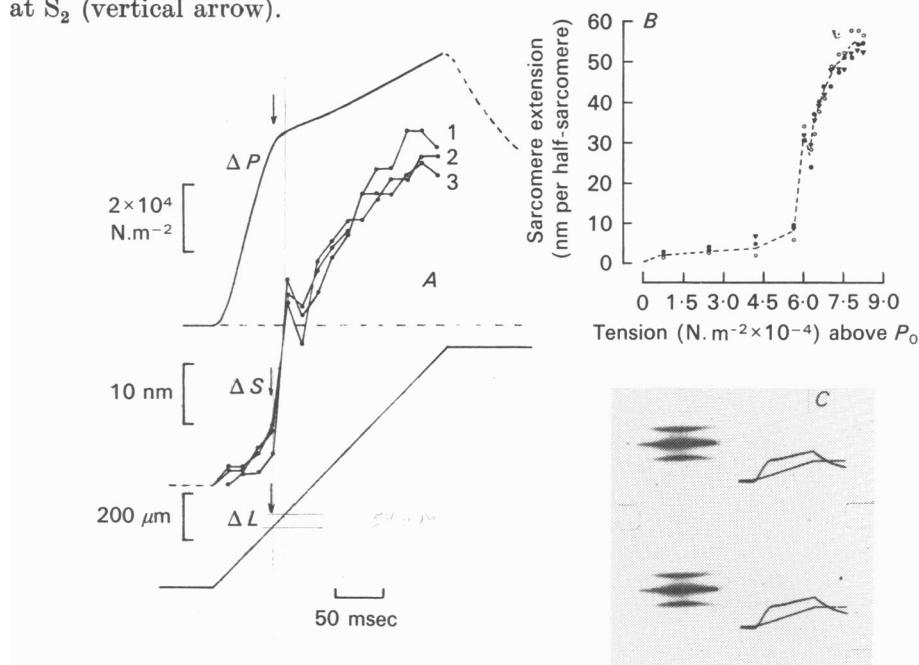 at S₂ (vertical arrow).
ΔP
2×10⁴
N.m⁻²
1
2
3
A
10 nm
ΔS
200 μm
ΔL
50 msec
B
Sarcomere extension
(nm per half-sarcomere)
60
50
40
30
20
10
0
0 1·5 3·0 4·5 6·0 7·5 9·0
Tension (N.m⁻²×10⁻⁴) above P₀
C